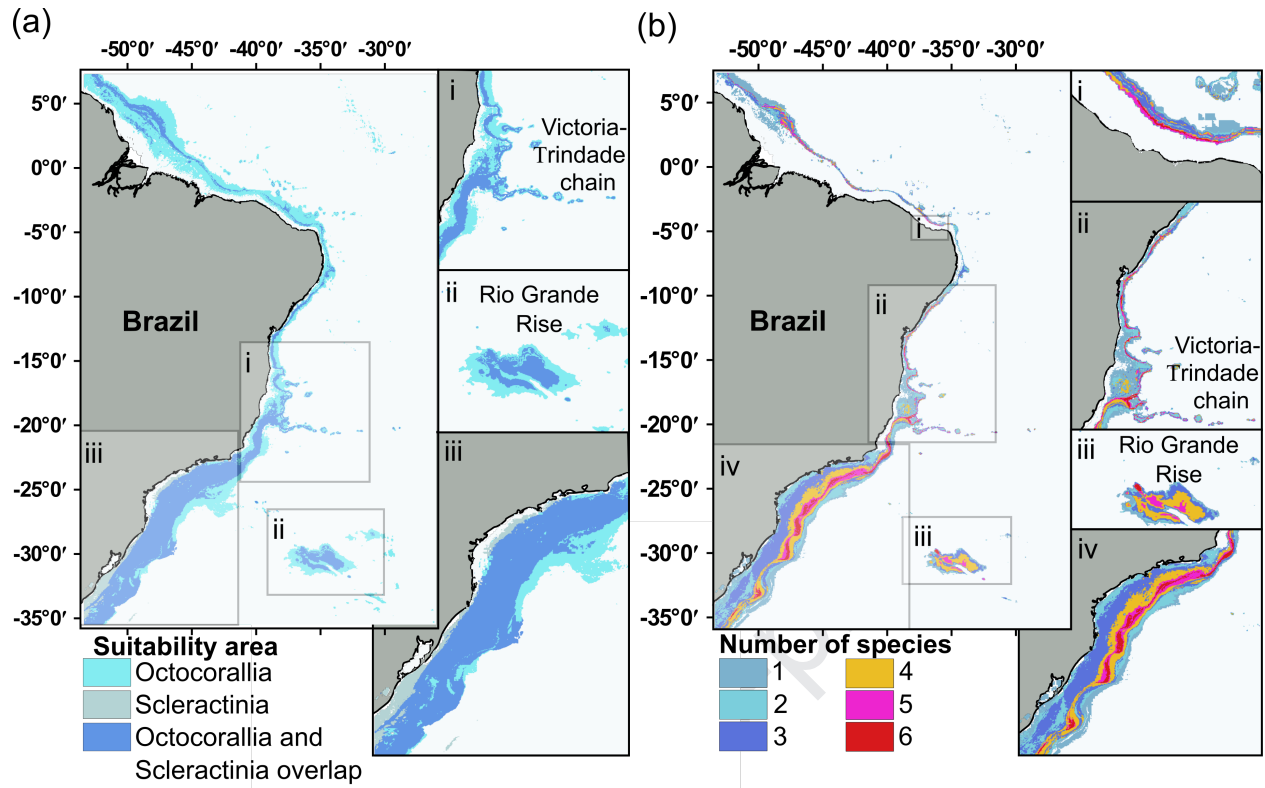 (a)
-50°0′ -45°0′ -40°0′ -35°0′ -30°0′
5°0′
0°0′
-5°0′
-10°0′
-15°0′
-20°0′
-25°0′
-30°0′
-35°0′
Brazil
i
ii
iii
i
Victoria-
Trindade
chain
ii
Rio Grande
Rise
iii
Suitability area
Octocorallia
Scleractinia
Octocorallia and
Scleractinia overlap
(b)
-50°0′ -45°0′ -40°0′ -35°0′ -30°0′
5°0′
0°0′
-5°0′
-10°0′
-15°0′
-20°0′
-25°0′
-30°0′
-35°0′
Brazil
i
ii
iii
iv
i
ii
Victoria-
Trindade
chain
iii
Rio Grande
Rise
iv
Number of species
1
2
3
4
5
6